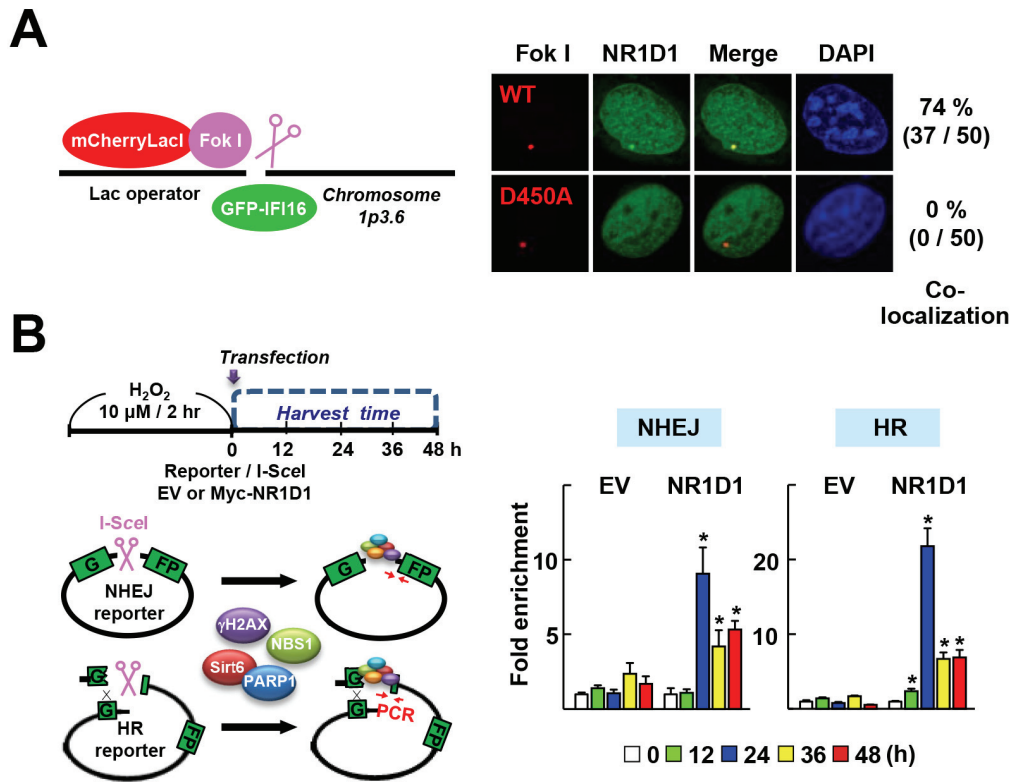 A
mCherryLacI
Fok I
Lac operator
GFP-IFI16
Chromosome
1p3.6
Fok I NR1D1 Merge DAPI
WT
74 %
(37 / 50)
D450A
0 %
(0 / 50)
Co-
localization
B
Transfection
H₂O₂
10 µM / 2 hr
Harvest time
0 12 24 36 48 h
Reporter / I-SceI
EV or Myc-NR1D1
I-SceI
G FP
NHEJ
reporter
G FP
γH2AX
NBS1
Sirt6
PARP1
G
X
G
HR
reporter
FP
G
X
G PCR
FP
NHEJ
EV NR1D1
Fold enrichment
10
5
* * *
HR
EV NR1D1
20
10
* * * *
0 12 24 36 48 (h)